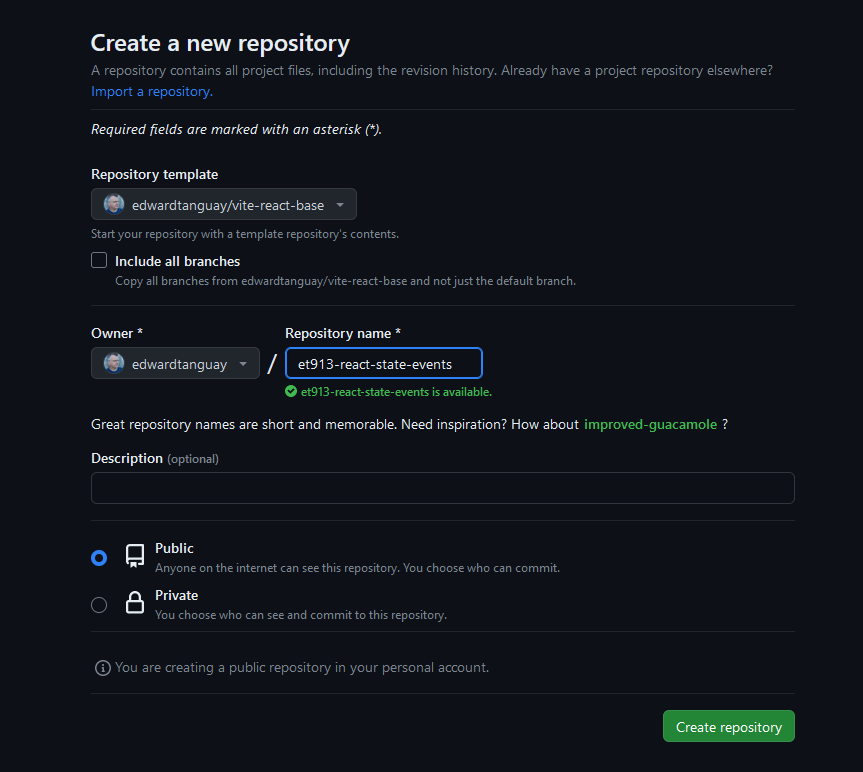 Create a new repository
A repository contains all project files, including the revision history. Already have a project repository elsewhere?
Import a repository.
Required fields are marked with an asterisk (*).
Repository template
edwardtanguay/vite-react-base
Start your repository with a template repository's contents.
Include all branches
Copy all branches from edwardtanguay/vite-react-base and not just the default branch.
Owner * Repository name *
edwardtanguay / et913-react-state-events
et913-react-state-events is available.
Great repository names are short and memorable. Need inspiration? How about improved-guacamole ?
Description (optional)
Public
Anyone on the internet can see this repository. You choose who can commit.
Private
You choose who can see and commit to this repository.
You are creating a public repository in your personal account.
Create repository